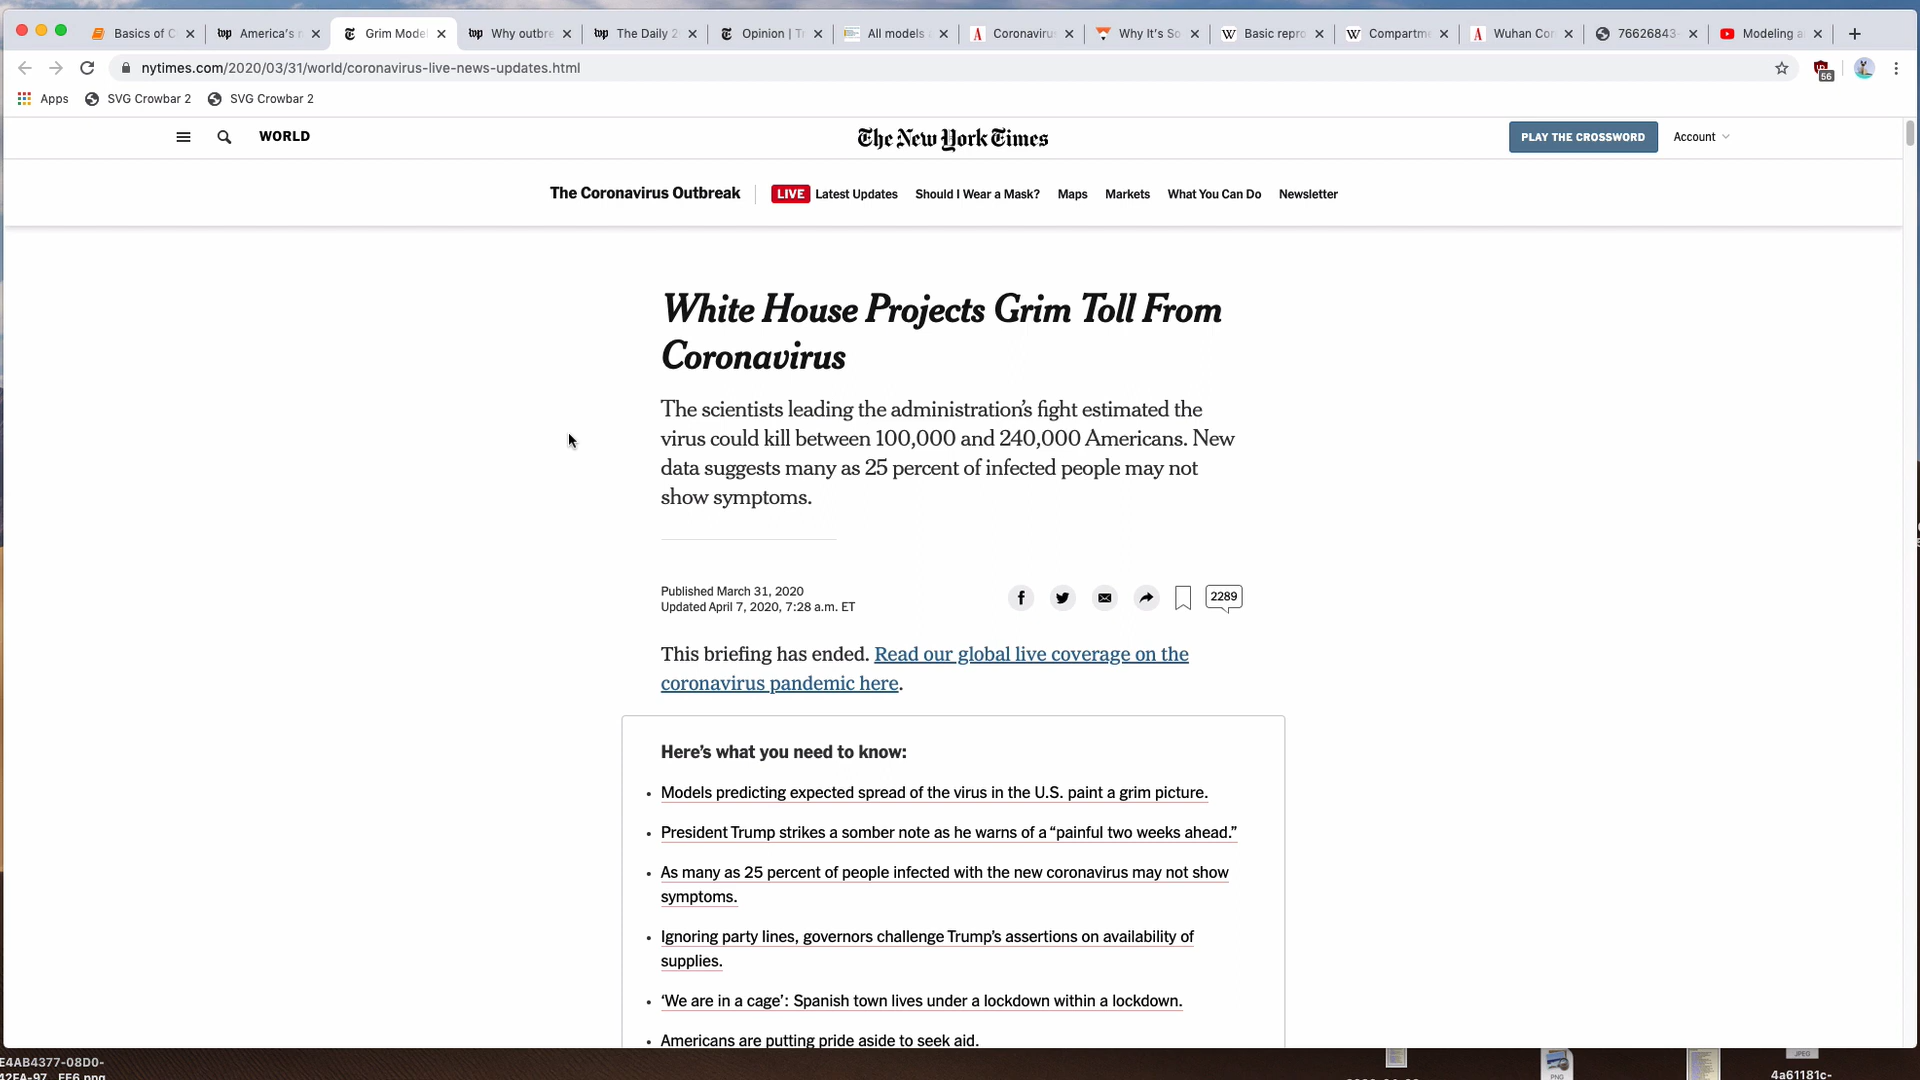 Basics of C
America's
Grim Mode
Why outbre
The Daily 2
Opinion | T
All models
Coronavirus
Why It's So
Basic repro
Compartme
Wuhan Cor
76626843
Modeling a
nytimes.com/2020/03/31/world/coronavirus-live-news-updates.html
56
Apps
SVG Crowbar 2
SVG Crowbar 2
WORLD
The New York Times
PLAY THE CROSSWORD
Account
The Coronavirus Outbreak
LIVE Latest Updates
Should I Wear a Mask?
Maps
Markets
What You Can Do
Newsletter
White House Projects Grim Toll From
Coronavirus
The scientists leading the administration's fight estimated the
virus could kill between 100,000 and 240,000 Americans. New
data suggests many as 25 percent of infected people may not
show symptoms.
Published March 31, 2020
Updated April 7, 2020, 7:28 a.m. ET
2289
This briefing has ended. Read our global live coverage on the
coronavirus pandemic here.
Here's what you need to know:
• Models predicting expected spread of the virus in the U.S. paint a grim picture.
• President Trump strikes a somber note as he warns of a “painful two weeks ahead.”
• As many as 25 percent of people infected with the new coronavirus may not show
symptoms.
• Ignoring party lines, governors challenge Trump's assertions on availability of
supplies.
• ‘We are in a cage’: Spanish town lives under a lockdown within a lockdown.
• Americans are putting pride aside to seek aid.
E4AB4377-08D0-
PNG
JPEG
4a61181c-